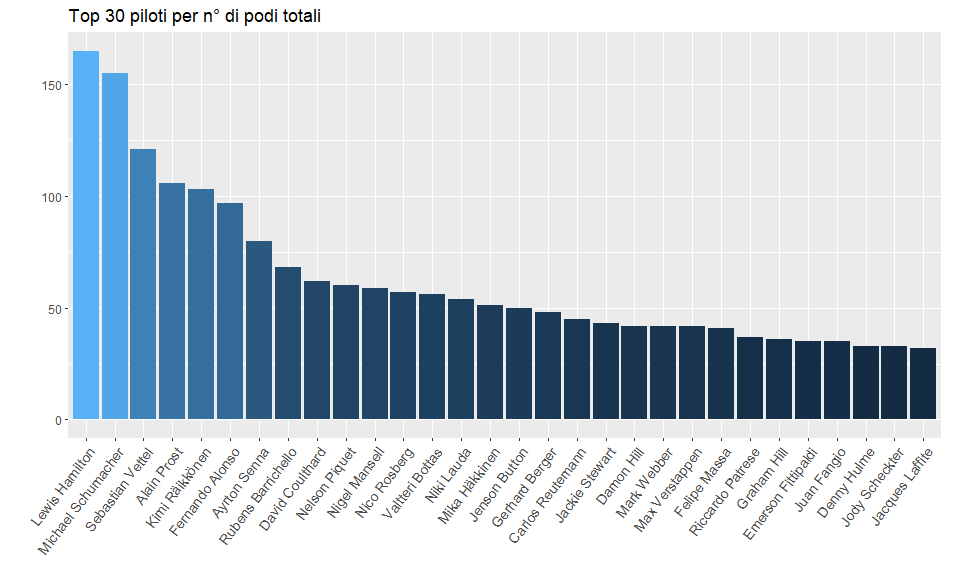 Top 30 piloti per n° di podi totali
150
100
50
0
Lewis Hamilton
Michael Schumacher
Sebastian Vettel
Alain Prost
Kimi Räikkönen
Fernando Alonso
Ayrton Senna
Rubens Barrichello
David Coulthard
Nelson Piquet
Nigel Mansell
Nico Rosberg
Valtteri Bottas
Niki Lauda
Mika Häkkinen
Jenson Button
Gerhard Berger
Carlos Reutemann
Jackie Stewart
Damon Hill
Mark Webber
Max Verstappen
Felipe Massa
Riccardo Patrese
Graham Hill
Emerson Fittipaldi
Juan Fangio
Denny Hulme
Jody Scheckter
Jacques Laffite